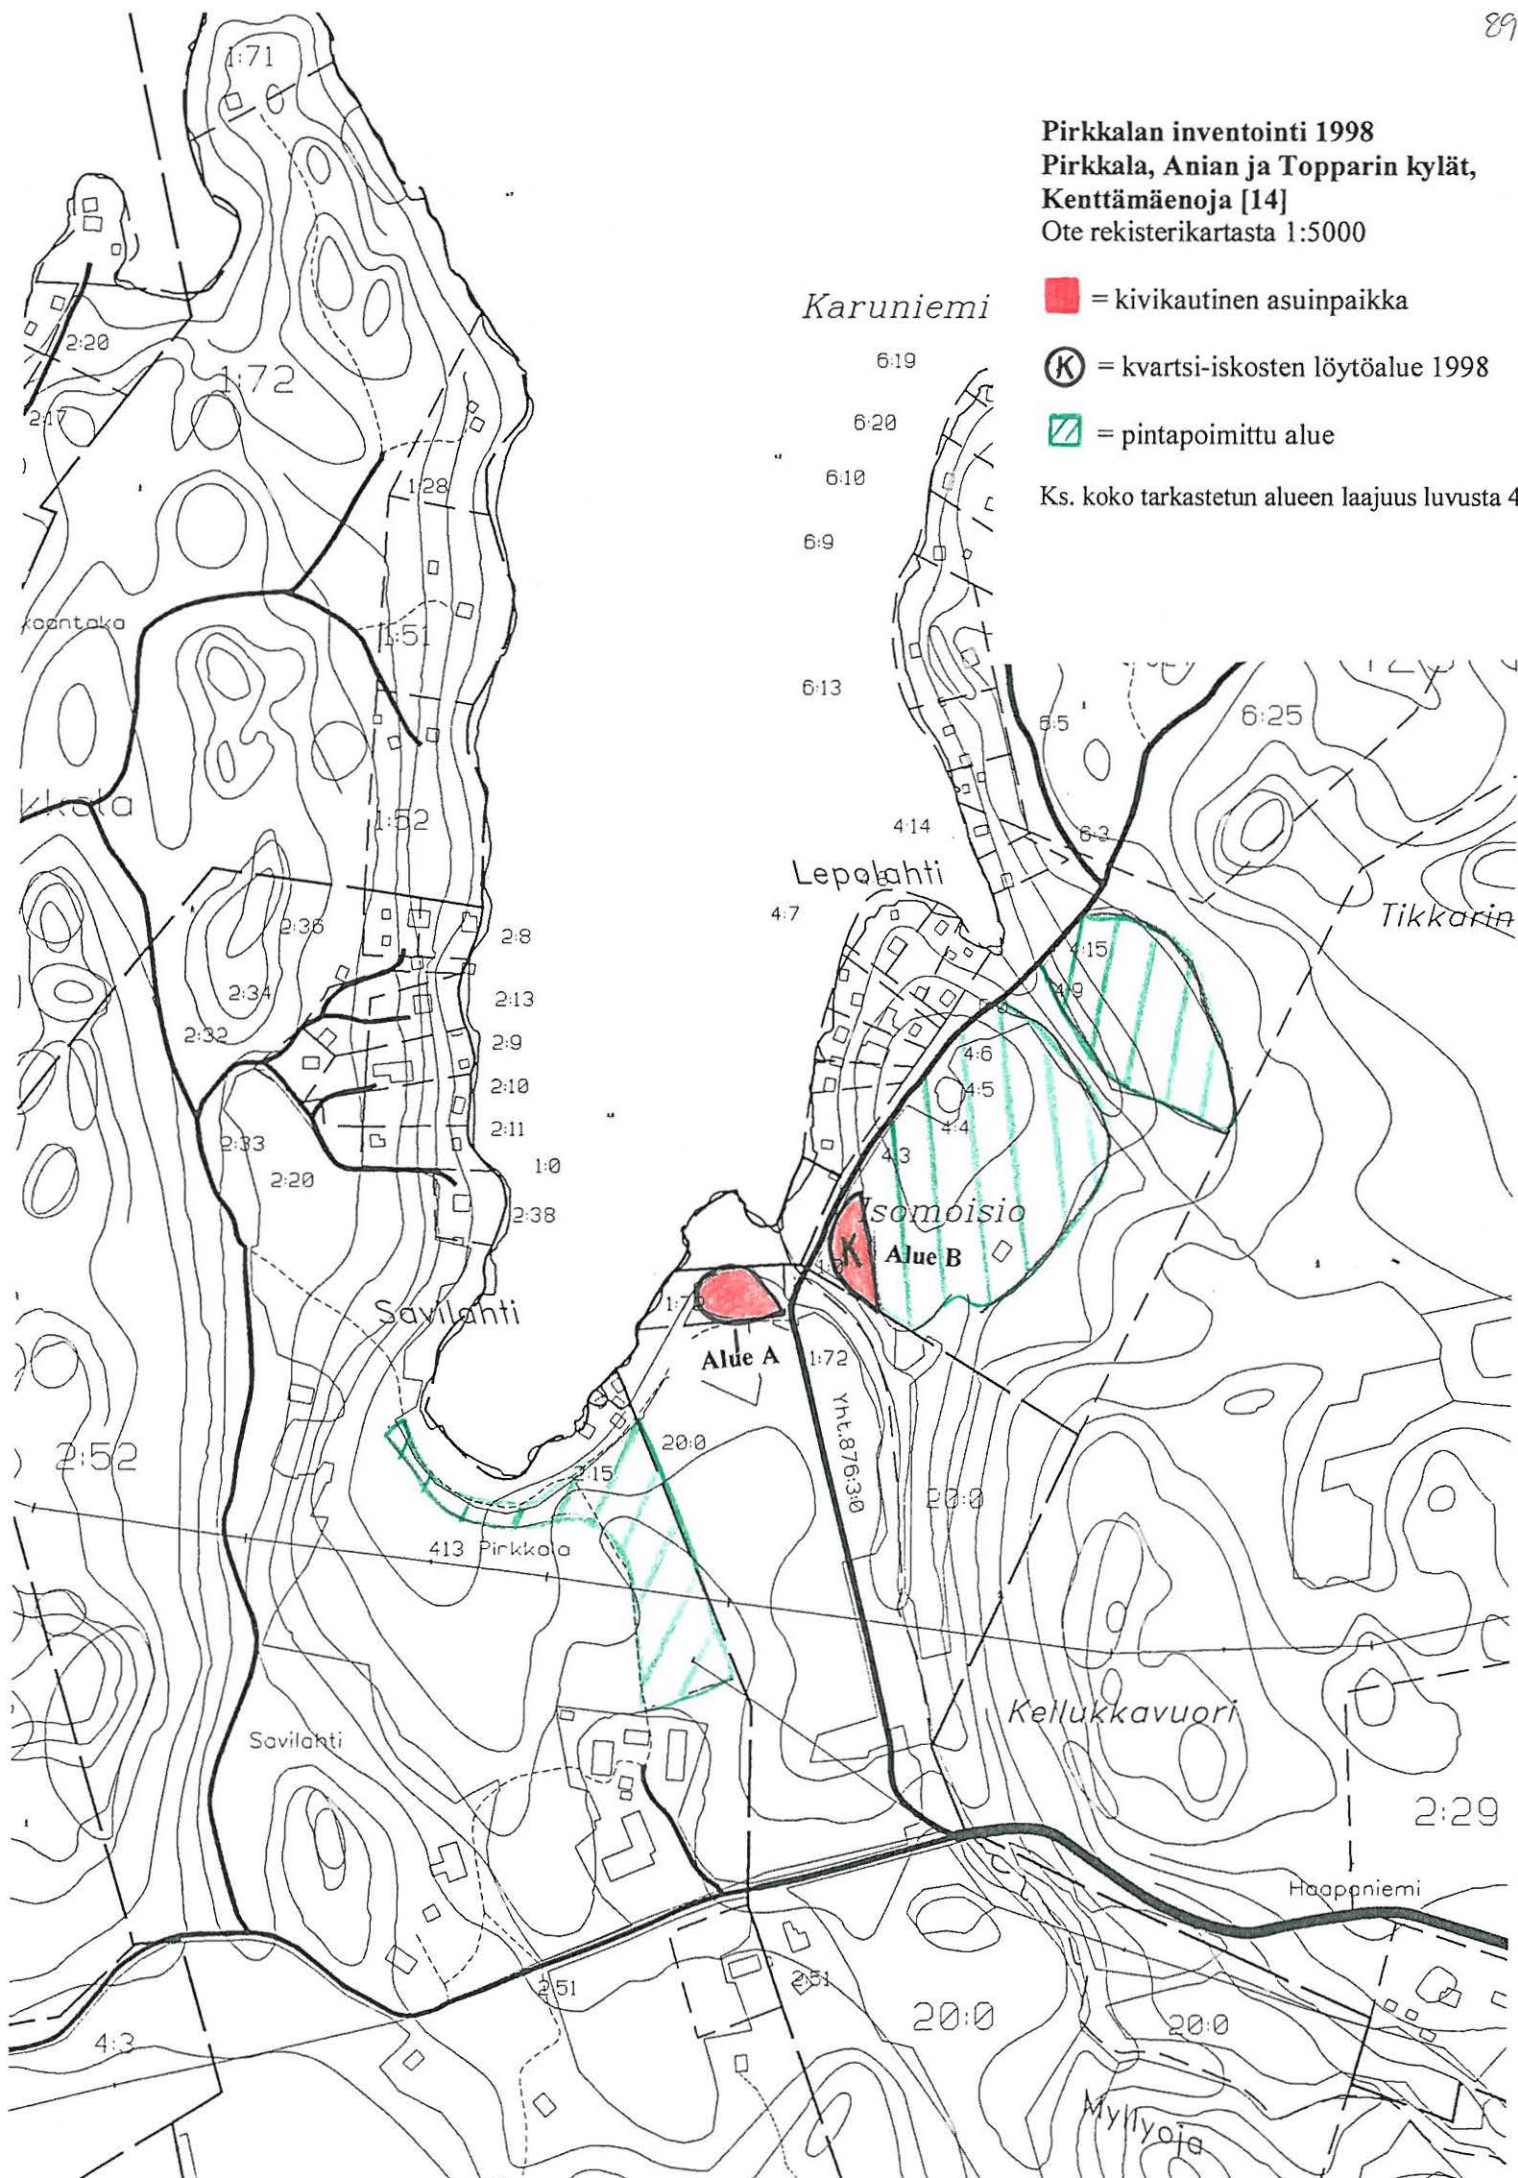 89
Pirkkalan inventointi 1998
Pirkkala, Anian ja Topparin kylät,
Kenttämäenoja [14]
Ote rekisterikartasta 1:5000
= kivikautinen asuinpaikka
K = kvartsi-iskosten löytöalue 1998
= pintapoimittu alue
Ks. koko tarkastetun alueen laajuus luvusta 4
1:71
2:20
1:72
2:17
1:28
Karuniemi
6:19
6:20
6:10
6:9
6:13
1:51
6:5
6:25
1:52
4:14
6:3
Lepolahti
4:7
Tikkarin
2:36
2:8
4:15
2:34
2:13
4:9
2:32
2:9
4:6
2:10
4:5
2:11
4:4
2:33
4:3
2:20
1:0
2:38
Isomoisio
K
Alue B
Savilahti
Alue A
1:72
Yht.876:3:0
2:52
20:0
2:15
20:0
413 Pirkkala
Savilahti
Kellukkavuori
2:29
Haapaniemi
2:51
2:51
20:0
20:0
4:3
Myllyoja